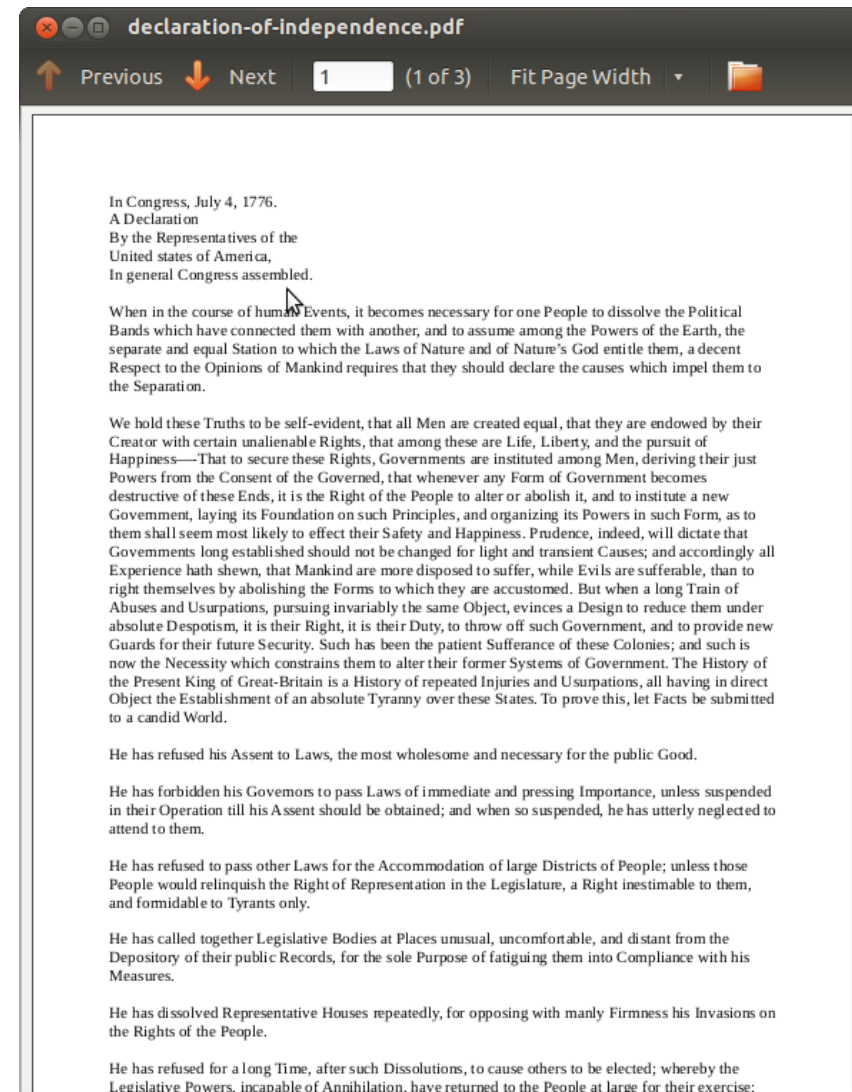 declaration-of-independence.pdf
Previous Next 1 (1 of 3) Fit Page Width
In Congress, July 4, 1776.
A Declaration
By the Representatives of the
United states of America,
In general Congress assembled.
When in the course of human Events, it becomes necessary for one People to dissolve the Political
Bands which have connected them with another, and to assume among the Powers of the Earth, the
separate and equal Station to which the Laws of Nature and of Nature’s God entitle them, a decent
Respect to the Opinions of Mankind requires that they should declare the causes which impel them to
the Separation.
We hold these Truths to be self-evident, that all Men are created equal, that they are endowed by their
Creator with certain unalienable Rights, that among these are Life, Liberty, and the pursuit of
Happiness—-That to secure these Rights, Governments are instituted among Men, deriving their just
Powers from the Consent of the Governed, that whenever any Form of Government becomes
destructive of these Ends, it is the Right of the People to alter or abolish it, and to institute a new
Government, laying its Foundation on such Principles, and organizing its Powers in such Form, as to
them shall seem most likely to effect their Safety and Happiness. Prudence, indeed, will dictate that
Governments long established should not be changed for light and transient Causes; and accordingly all
Experience hath shewn, that Mankind are more disposed to suffer, while Evils are sufferable, than to
right themselves by abolishing the Forms to which they are accustomed. But when a long Train of
Abuses and Usurpations, pursuing invariably the same Object, evinces a Design to reduce them under
absolute Despotism, it is their Right, it is their Duty, to throw off such Government, and to provide new
Guards for their future Security. Such has been the patient Sufferance of these Colonies; and such is
now the Necessity which constrains them to alter their former Systems of Government. The History of
the Present King of Great-Britain is a History of repeated Injuries and Usurpations, all having in direct
Object the Establishment of an absolute Tyranny over these States. To prove this, let Facts be submitted
to a candid World.
He has refused his Assent to Laws, the most wholesome and necessary for the public Good.
He has forbidden his Governors to pass Laws of immediate and pressing Importance, unless suspended
in their Operation till his Assent should be obtained; and when so suspended, he has utterly neglected to
attend to them.
He has refused to pass other Laws for the Accommodation of large Districts of People; unless those
People would relinquish the Right of Representation in the Legislature, a Right inestimable to them,
and formidable to Tyrants only.
He has called together Legislative Bodies at Places unusual, uncomfortable, and distant from the
Depository of their public Records, for the sole Purpose of fatiguing them into Compliance with his
Measures.
He has dissolved Representative Houses repeatedly, for opposing with manly Firmness his Invasions on
the Rights of the People.
He has refused for a long Time, after such Dissolutions, to cause others to be elected; whereby the
Legislative Powers, incapable of Annihilation, have returned to the People at large for their exercise;